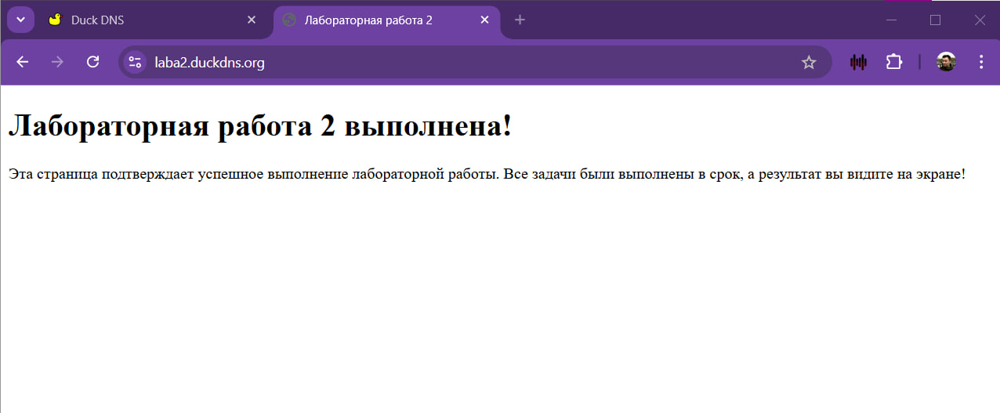 Duck DNS
Лабораторная работа 2
laba2.duckdns.org
Лабораторная работа 2 выполнена!
Эта страница подтверждает успешное выполнение лабораторной работы. Все задачи были выполнены в срок, а результат вы видите на экране!